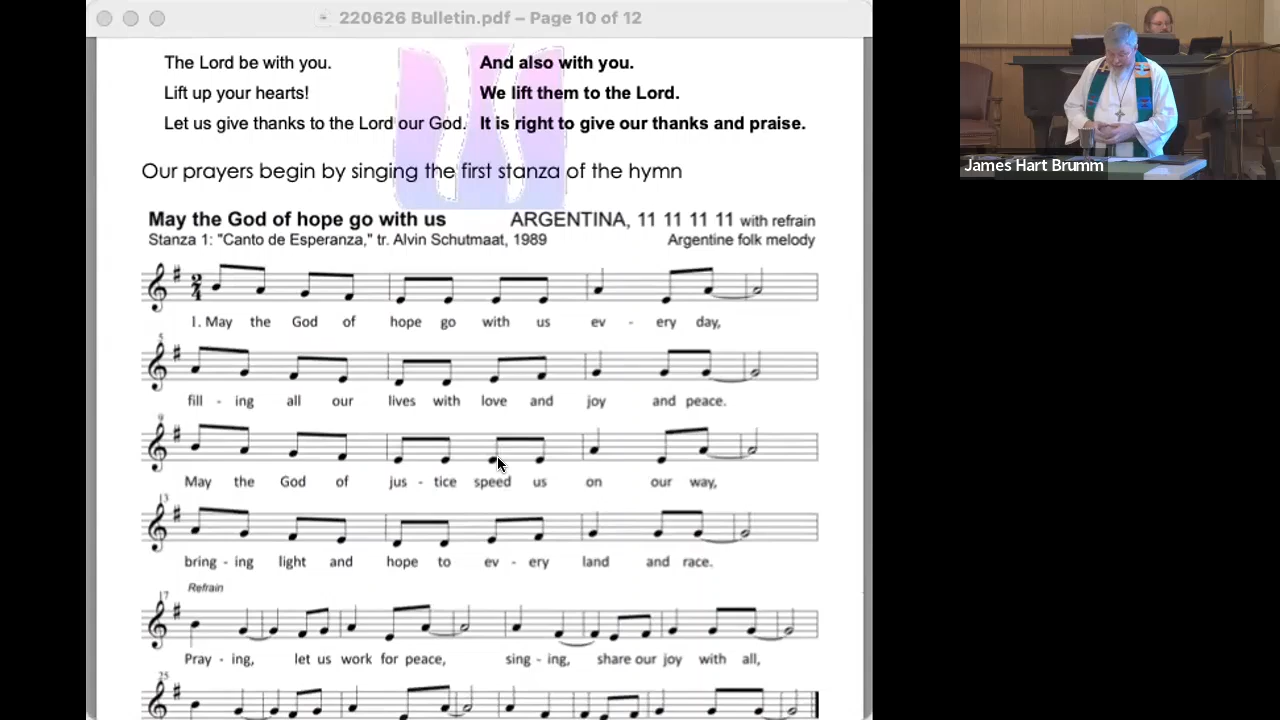 220626 Bulletin.pdf – Page 10 of 12
The Lord be with you. And also with you.
Lift up your hearts! We lift them to the Lord.
Let us give thanks to the Lord our God. It is right to give our thanks and praise.
Our prayers begin by singing the first stanza of the hymn
May the God of hope go with us ARGENTINA, 11 11 11 11 with refrain
Stanza 1: "Canto de Esperanza," tr. Alvin Schutmaat, 1989 Argentine folk melody
2
4
1. May the God of hope go with us ev - ery day,
5
fill - ing all our lives with love and joy and peace.
9
May the God of jus - tice speed us on our way,
13
bring - ing light and hope to ev - ery land and race.
Refrain
17
Pray - ing, let us work for peace, sing - ing, share our joy with all,
25
James Hart Brumm